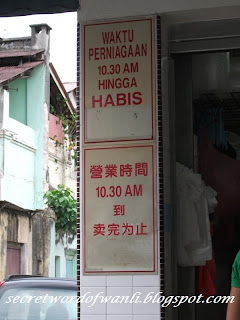 WAKTU
PERNIAGAAN
10.30 AM
HINGGA
HABIS
營業時間
10.30 AM
到
卖完为止
secretwordofwanli.blogspot.com